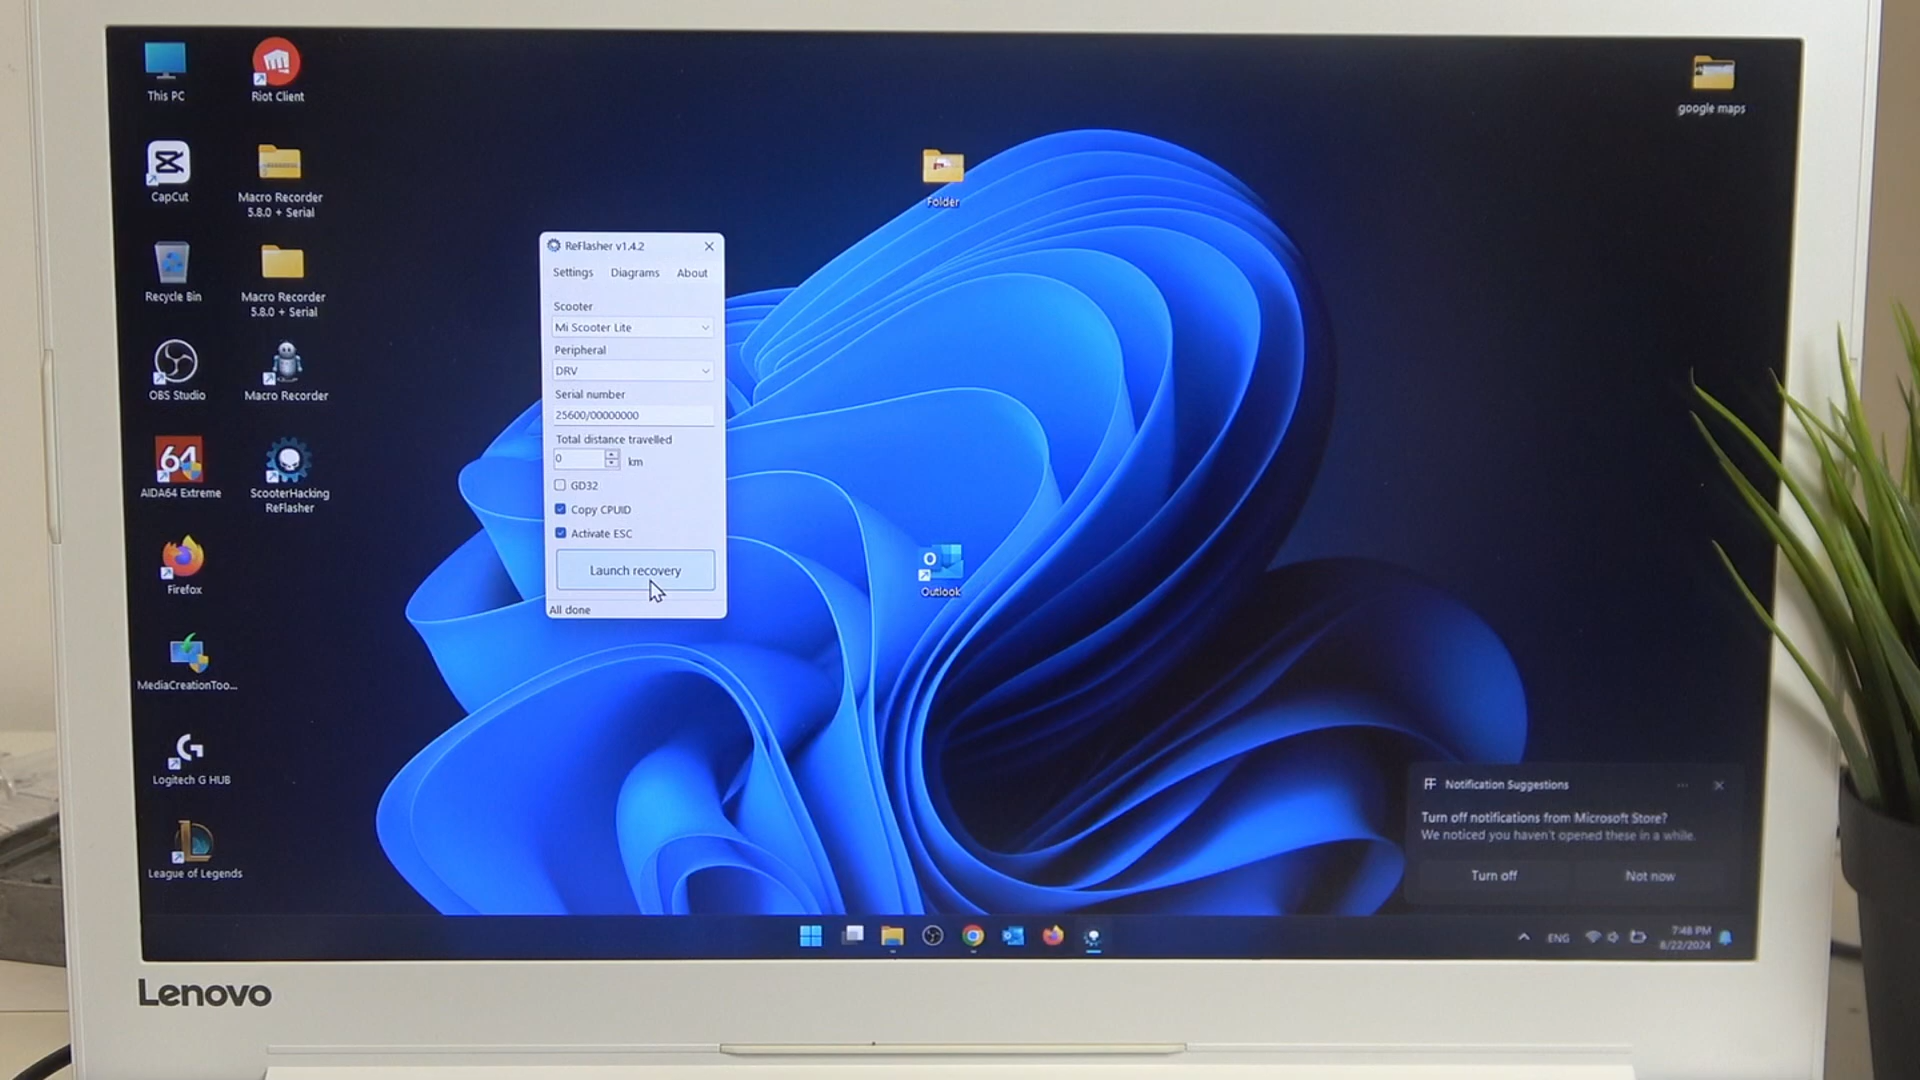 This PC
Riot Client
CapCut
Macro Recorder
5.8.0 + Serial
Recycle Bin
Macro Recorder
5.8.0 + Serial
OBS Studio
Macro Recorder
64
AIDA64 Extreme
ScooterHacking
ReFlasher
Firefox
MediaCreationToo...
Logitech G HUB
League of Legends
ReFlasher v1.4.2
Settings
Diagrams
About
Scooter
Mi Scooter Lite
Peripheral
DRV
Serial number
25600/00000000
Total distance travelled
0
km
GD32
Copy CPUID
Activate ESC
Launch recovery
All done
Folder
Outlook
google maps
Notification Suggestions
Turn off notifications from Microsoft Store?
We noticed you haven't opened these in a while.
Turn off
Not now
ENG
7:48 PM
8/22/2024
Lenovo